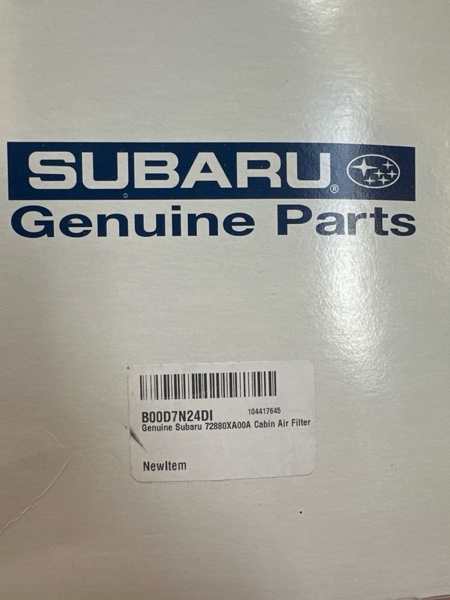 SUBARU®
Genuine Parts
B00D7N24DI 104417645
Genuine Subaru 72880XA00A Cabin Air Filter
NewItem